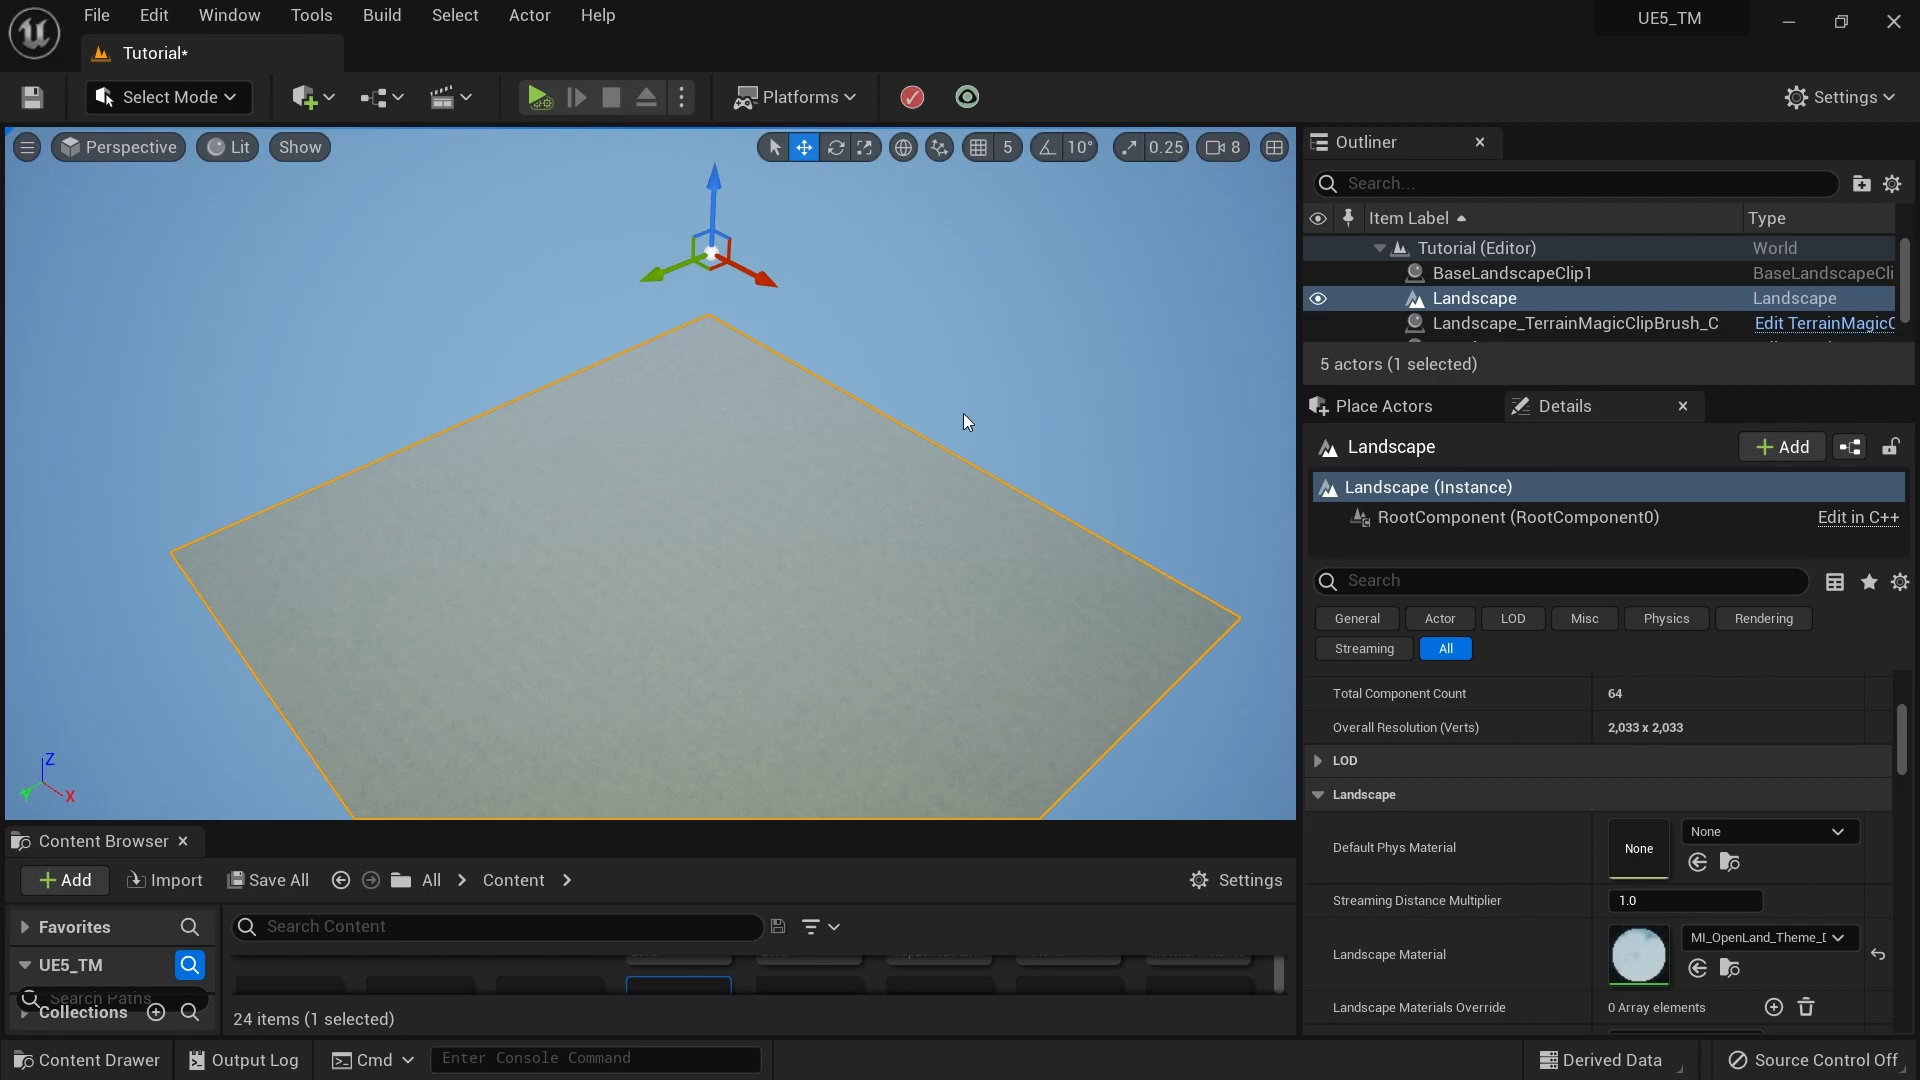 File Edit Window Tools Build Select Actor Help
UE5_TM
Tutorial*
Select Mode
Platforms
Settings
Perspective Lit Show
5 10° 0.25 8
Outliner
Search...
Item Label Type
Tutorial (Editor) World
BaseLandscapeClip1 BaseLandscapeCli
Landscape Landscape
Landscape_TerrainMagicClipBrush_C Edit TerrainMagicC
5 actors (1 selected)
Place Actors Details
Landscape Add
Landscape (Instance)
RootComponent (RootComponent0) Edit in C++
Search
General Actor LOD Misc Physics Rendering
Streaming All
Total Component Count 64
Overall Resolution (Verts) 2,033 x 2,033
LOD
Landscape
Default Phys Material None None
Streaming Distance Multiplier 1.0
Landscape Material MI_OpenLand_Theme_D
Landscape Materials Override 0 Array elements
Z
Y X
Content Browser
Add Import Save All All Content Settings
Favorites Search Content
UE5_TM
Search Paths
Collections
24 items (1 selected)
Content Drawer Output Log Cmd Enter Console Command Derived Data Source Control Off